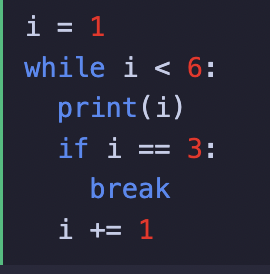 i = 1
while i < 6:
  print(i)
  if i == 3:
    break
  i += 1